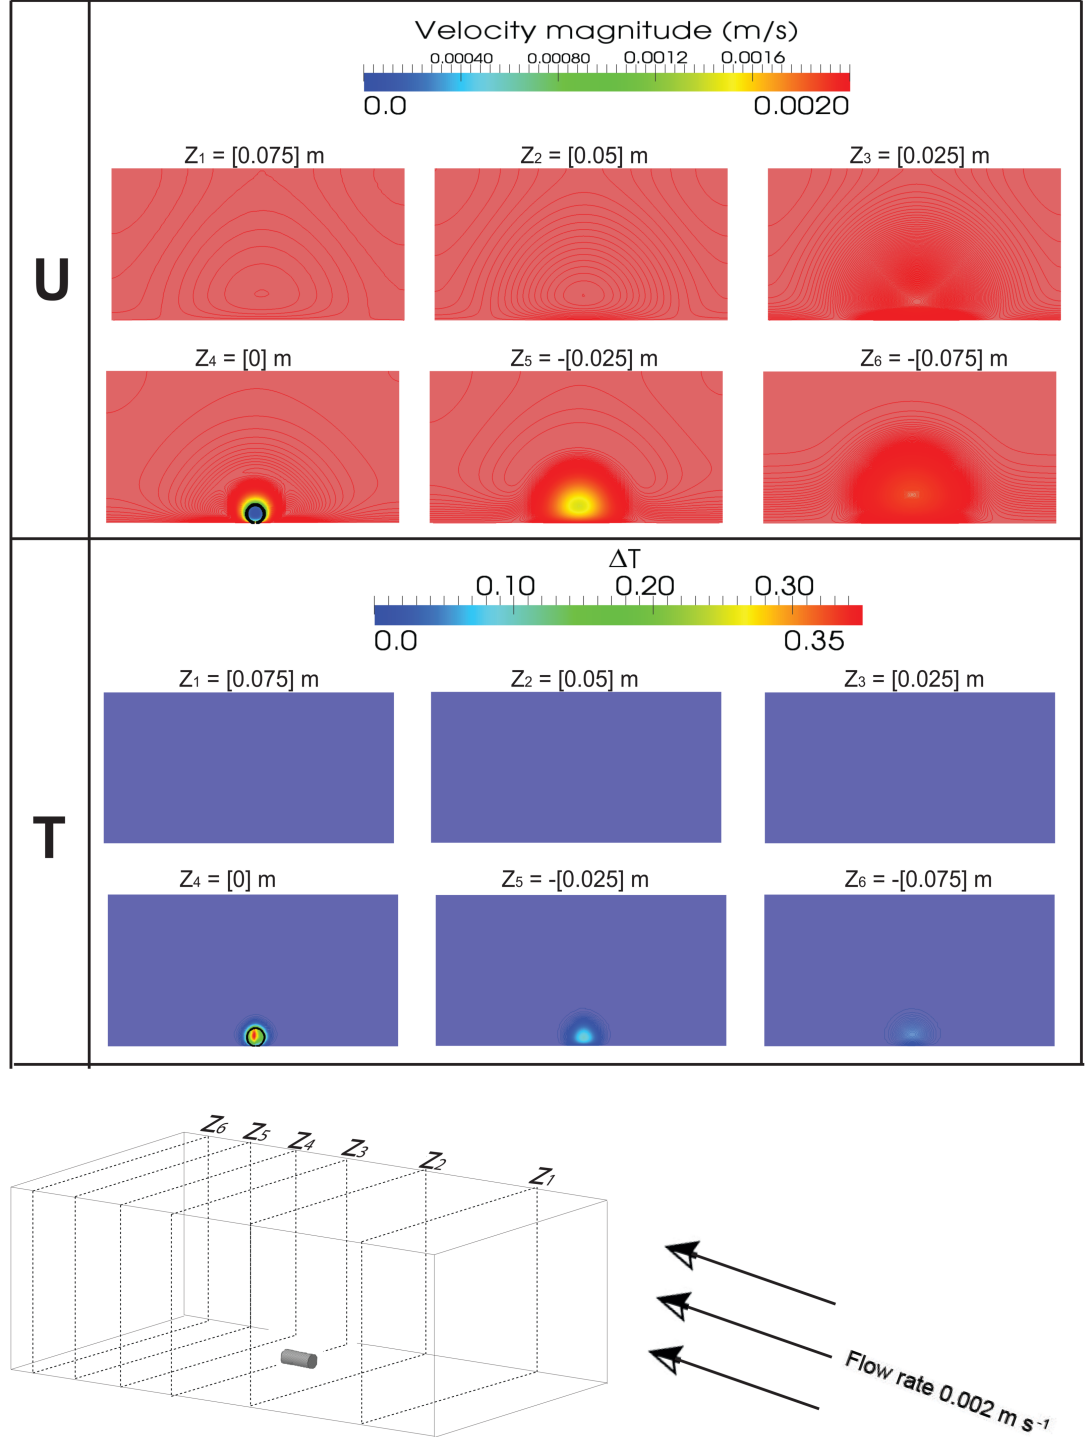 Velocity magnitude (m/s)
0.00040 0.00080 0.0012 0.0016
0.0 0.0020
Z1 = [0.075] m Z2 = [0.05] m Z3 = [0.025] m
U
Z4 = [0] m Z5 = -[0.025] m Z6 = -[0.075] m
ΔT
0.10 0.20 0.30
0.0 0.35
Z1 = [0.075] m Z2 = [0.05] m Z3 = [0.025] m
T
Z4 = [0] m Z5 = -[0.025] m Z6 = -[0.075] m
Z6 Z5 Z4 Z3 Z2 Z1
Flow rate 0.002 m s⁻¹